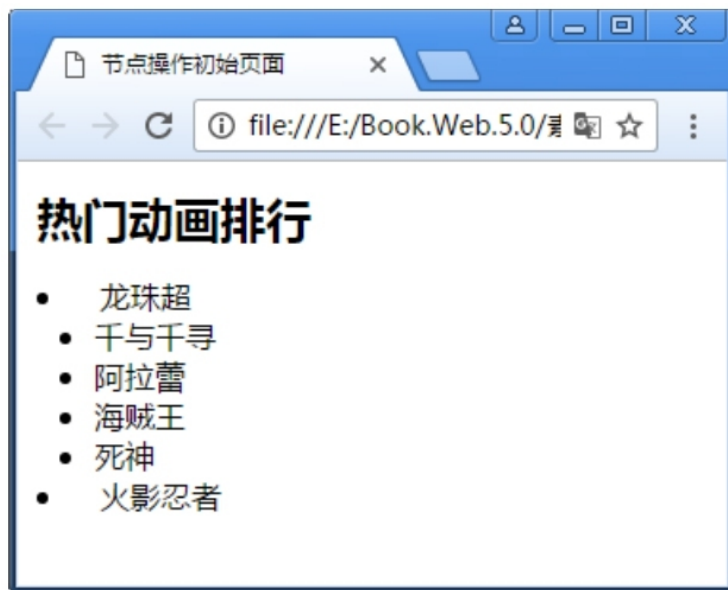 节点操作初始页面
file:///E:/Book.Web.5.0/
热门动画排行
龙珠超
千与千寻
阿拉蕾
海贼王
死神
火影忍者